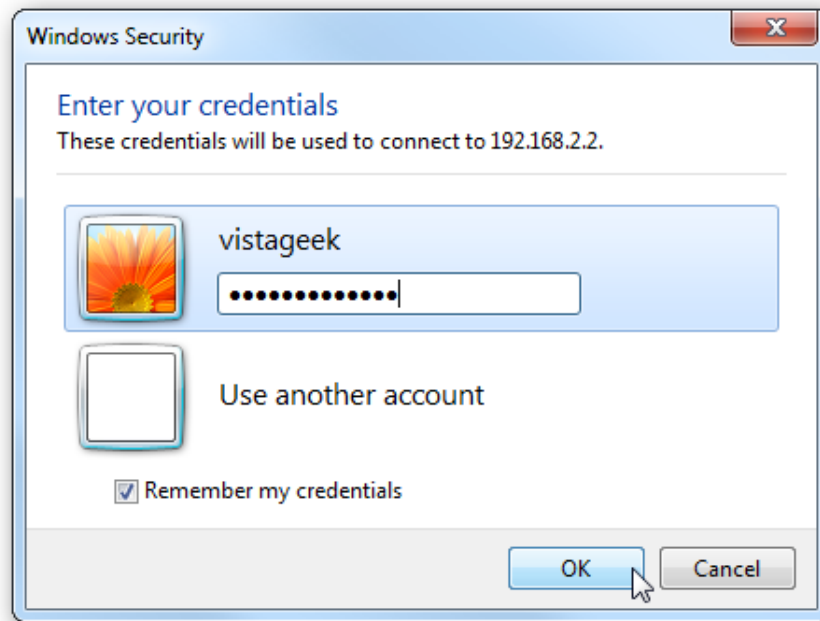 Windows Security
Enter your credentials
These credentials will be used to connect to 192.168.2.2.
vistageek
●●●●●●●●●●●●●
Use another account
Remember my credentials
OK
Cancel